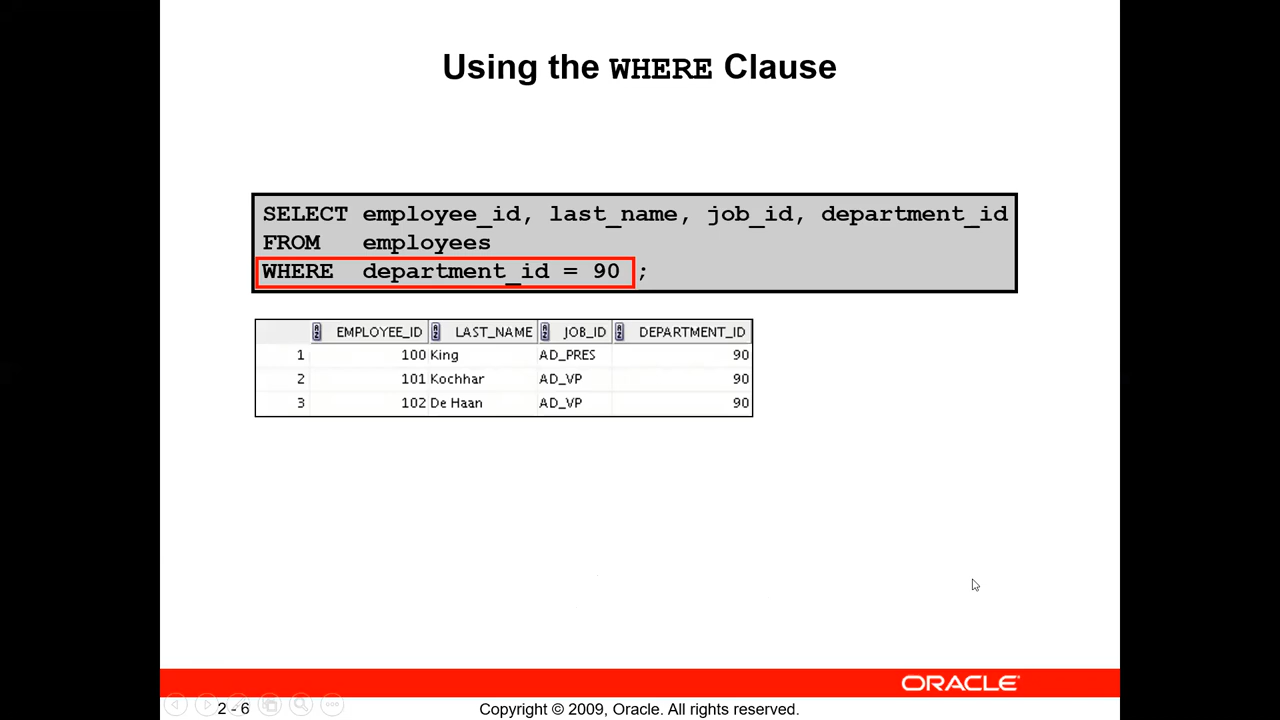 Using the WHERE Clause
SELECT employee_id, last_name, job_id, department_id
FROM employees
WHERE department_id = 90 ;
EMPLOYEE_ID LAST_NAME JOB_ID DEPARTMENT_ID
1 100 King AD_PRES 90
2 101 Kochhar AD_VP 90
3 102 De Haan AD_VP 90
ORACLE
2 - 6 Copyright © 2009, Oracle. All rights reserved.